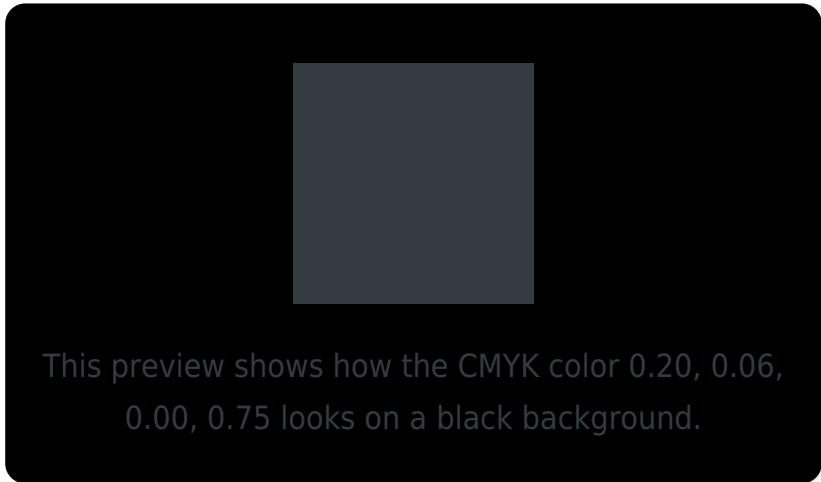 This preview shows how the CMYK color 0.20, 0.06,
0.00, 0.75 looks on a black background.